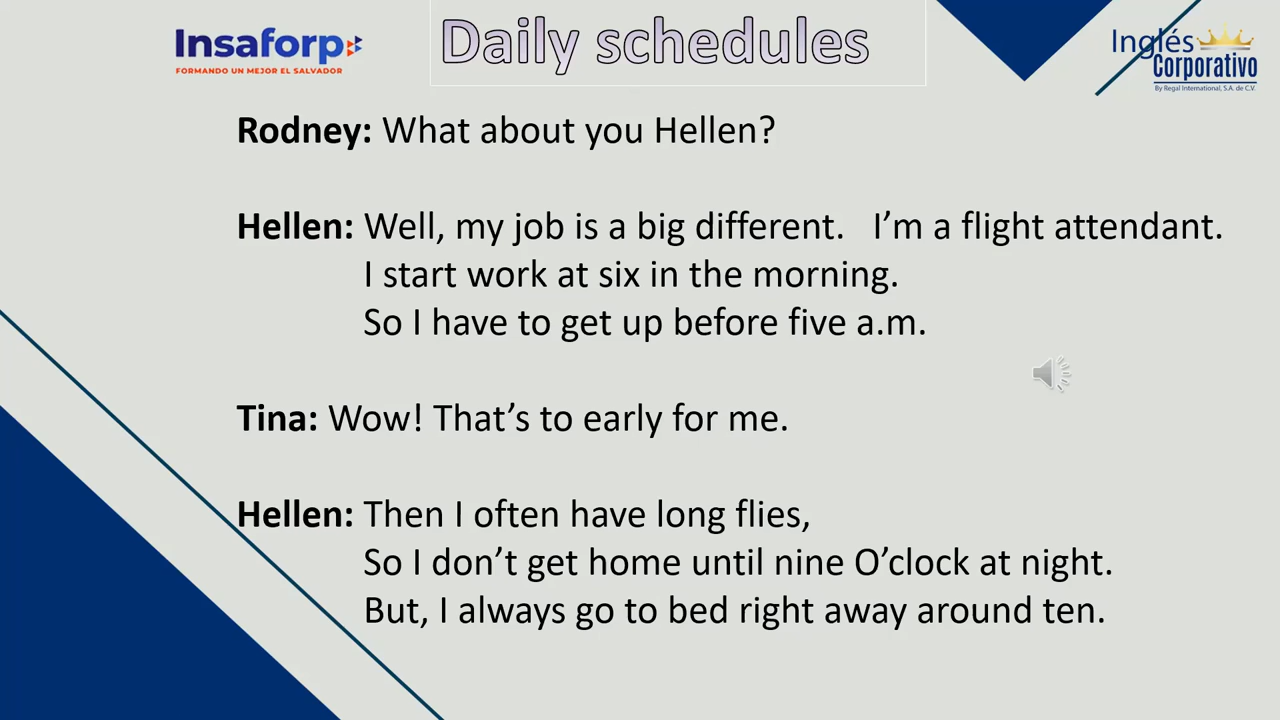 Insaforp
FORMANDO UN MEJOR EL SALVADOR
Daily schedules
Inglés
Corporativo
By Regal International, S.A. de C.V.
Rodney: What about you Hellen?
Hellen: Well, my job is a big different. I’m a flight attendant.
I start work at six in the morning.
So I have to get up before five a.m.
Tina: Wow! That’s to early for me.
Hellen: Then I often have long flies,
So I don’t get home until nine O’clock at night.
But, I always go to bed right away around ten.